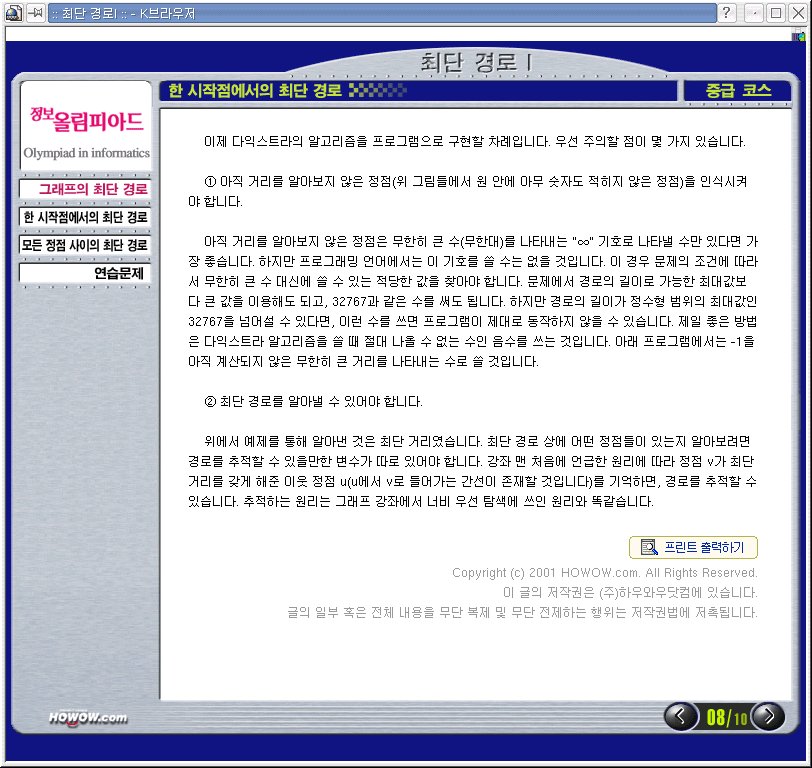 :: 최단 경로I :: - K브라우저
최단 경로 I
한 시작점에서의 최단 경로
중급 코스
정보올림피아드
Olympiad in informatics
그래프의 최단 경로
한 시작점에서의 최단 경로
모든 정점 사이의 최단 경로
연습문제
이제 다익스트라의 알고리즘을 프로그램으로 구현할 차례입니다. 우선 주의할 점이 몇 가지 있습니다.
① 아직 거리를 알아보지 않은 정점(위 그림들에서 원 안에 아무 숫자도 적히지 않은 정점)을 인식시켜
야 합니다.
아직 거리를 알아보지 않은 정점은 무한히 큰 수(무한대)를 나타내는 "∞" 기호로 나타낼 수만 있다면 가
장 좋습니다. 하지만 프로그래밍 언어에서는 이 기호를 쓸 수는 없을 것입니다. 이 경우 문제의 조건에 따라
서 무한히 큰 수 대신에 쓸 수 있는 적당한 값을 찾아야 합니다. 문제에서 경로의 길이로 가능한 최대값보
다 큰 값을 이용해도 되고, 32767과 같은 수를 써도 됩니다. 하지만 경로의 길이가 정수형 범위의 최대값인
32767을 넘어설 수 있다면, 이런 수를 쓰면 프로그램이 제대로 동작하지 않을 수 있습니다. 제일 좋은 방법
은 다익스트라 알고리즘을 쓸 때 절대 나올 수 없는 수인 음수를 쓰는 것입니다. 아래 프로그램에서는 -1을
아직 계산되지 않은 무한히 큰 거리를 나타내는 수로 쓸 것입니다.
② 최단 경로를 알아낼 수 있어야 합니다.
위에서 예제를 통해 알아낸 것은 최단 거리였습니다. 최단 경로 상에 어떤 정점들이 있는지 알아보려면
경로를 추적할 수 있을만한 변수가 따로 있어야 합니다. 강좌 맨 처음에 언급한 원리에 따라 정점 v가 최단
거리를 갖게 해준 이웃 정점 u(u에서 v로 들어가는 간선이 존재할 것입니다)를 기억하면, 경로를 추적할 수
있습니다. 추적하는 원리는 그래프 강좌에서 너비 우선 탐색에 쓰인 원리와 똑같습니다.
프린트 출력하기
Copyright (c) 2001 HOWOW.com. All Rights Reserved.
이 글의 저작권은 (주)하우와우닷컴에 있습니다.
글의 일부 혹은 전체 내용을 무단 복제 및 무단 전제하는 행위는 저작권법에 저촉됩니다.
HOWOW.com
08/10